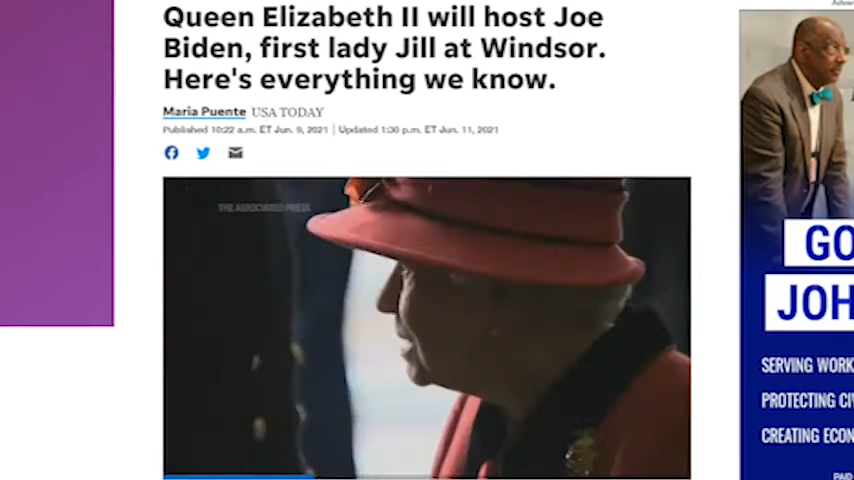 Queen Elizabeth II will host Joe
Biden, first lady Jill at Windsor.
Here's everything we know.
Maria Puente USA TODAY
Published 10:22 a.m. ET Jun. 9, 2021 | Updated 1:30 p.m. ET Jun. 11, 2021
THE ASSOCIATED PRESS
GO
JOH
SERVING WORK
PROTECTING CI
CREATING ECON
PAID